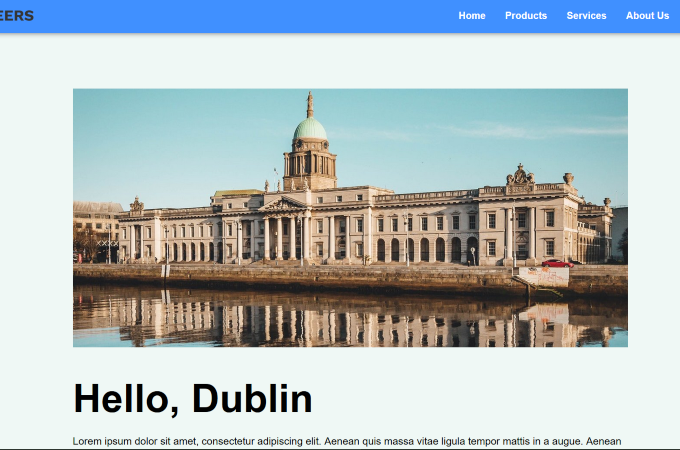 EERS
Home Products Services About Us
Hello, Dublin
Lorem ipsum dolor sit amet, consectetur adipiscing elit. Aenean quis massa vitae ligula tempor mattis in a augue. Aenean